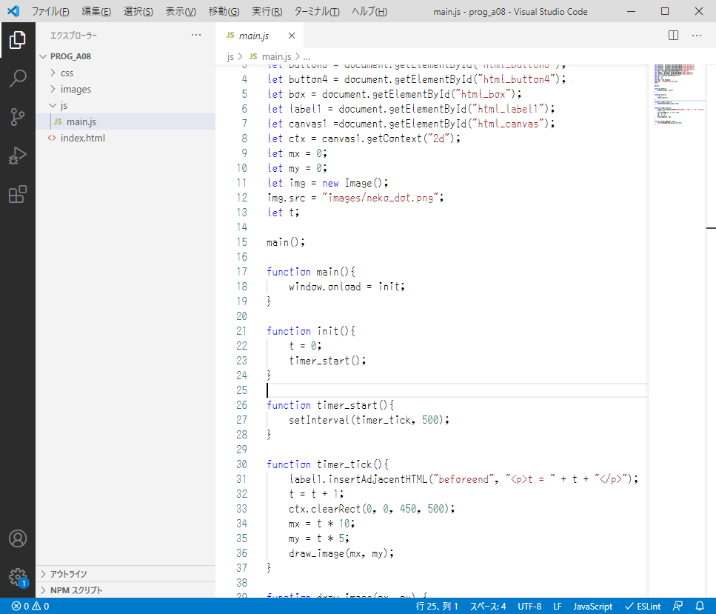 ファイル(F) 編集(E) 選択(S) 表示(V) 移動(G) 実行(R) ターミナル(T) ヘルプ(H) main.js - prog_a08 - Visual Studio Code
エクスプローラー ···
PROG_A08
css
images
js
JS main.js
<> index.html
アウトライン
NPM スクリプト
JS main.js
js > JS main.js > ...
3 let button3 = document.getElementById("html_button3");
4 let button4 = document.getElementById("html_button4");
5 let box = document.getElementById("html_box");
6 let label1 = document.getElementById("html_label1");
7 let canvas1 =document.getElementById("html_canvas");
8 let ctx = canvas1.getContext("2d");
9 let mx = 0;
10 let my = 0;
11 let img = new Image();
12 img.src = "images/neko_dot.png";
13 let t;
14
15 main();
16
17 function main(){
18 window.onload = init;
19 }
20
21 function init(){
22 t = 0;
23 timer_start();
24 }
25
26 function timer_start(){
27 setInterval(timer_tick, 500);
28 }
29
30 function timer_tick(){
31 label1.insertAdjacentHTML("beforeend", "<p>t = " + t + "</p>");
32 t = t + 1;
33 ctx.clearRect(0, 0, 450, 500);
34 mx = t * 10;
35 my = t * 5;
36 draw_image(mx, my);
37 }
38
39 function draw_image(mx, my) {
1
0 0 行 25、列 1 スペース: 4 UTF-8 LF JavaScript ESLint